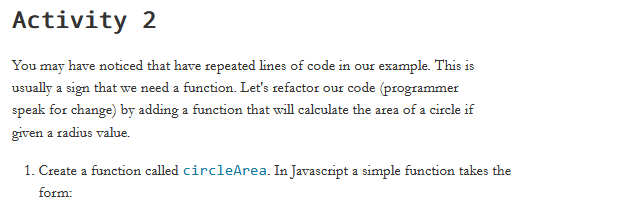 Activity 2
You may have noticed that have repeated lines of code in our example. This is
usually a sign that we need a function. Let's refactor our code (programmer
speak for change) by adding a function that will calculate the area of a circle if
given a radius value.
1. Create a function called circleArea. In Javascript a simple function takes the
form: